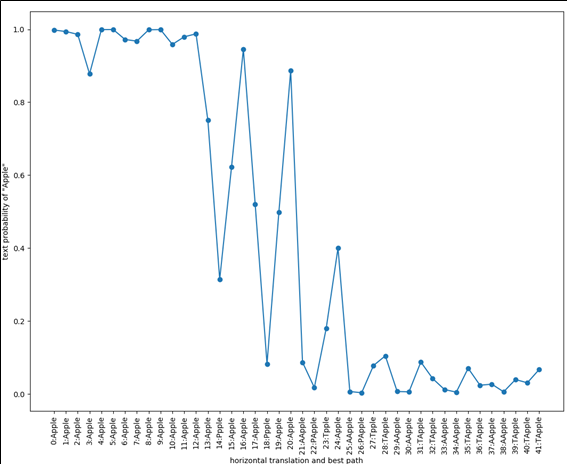 1.0
0.8
0.6
0.4
0.2
0.0
text probability of "Apple"
0:Apple
1:Apple
2:Apple
3:Apple
4:Apple
5:Apple
6:Apple
7:Apple
8:Apple
9:Apple
10:Apple
11:Apple
12:Apple
13:Apple
14:Ppple
15:Apple
16:Apple
17:Apple
18:Ppple
19:Apple
20:Apple
21:AApple
22:PApple
23:Tpple
24:Apple
25:AApple
26:PApple
27:Tpple
28:TApple
29:AApple
30:AApple
31:TApple
32:TApple
33:AApple
34:AApple
35:TApple
36:TApple
37:AApple
38:AApple
39:TApple
40:TApple
41:TApple
horizontal translation and best path